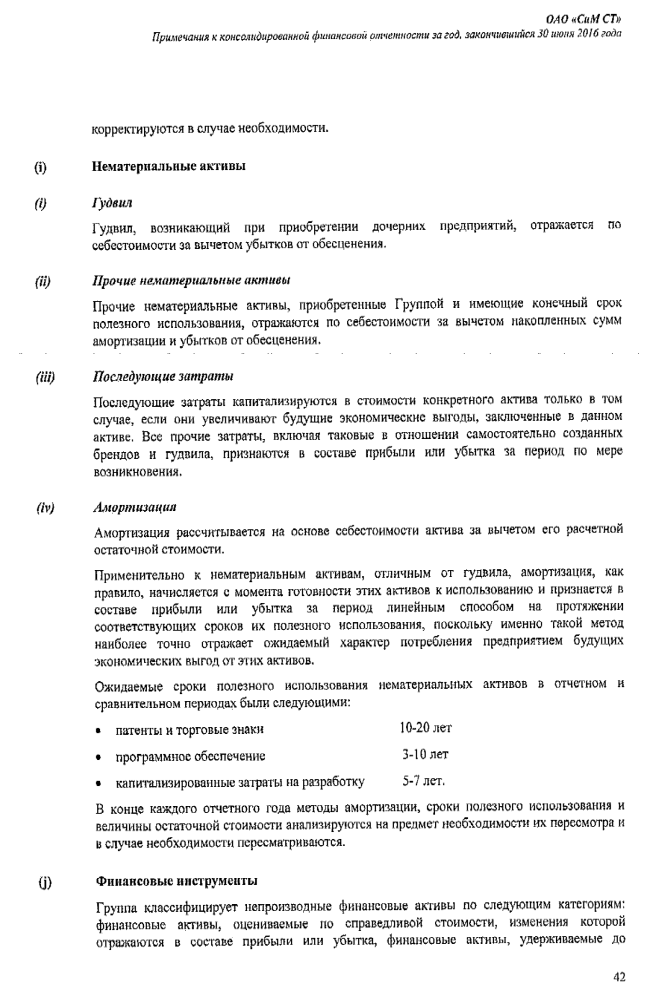 ОАО «СиМ СТ»
Примечания к консолидированной финансовой отчетности за год, закончившийся 30 июня 2016 года
корректируются в случае необходимости.
(i) Нематериальные активы
(i) Гудвил
Гудвил, возникающий при приобретении дочерних предприятий, отражается по
себестоимости за вычетом убытков от обесценения.
(ii) Прочие нематериальные активы
Прочие нематериальные активы, приобретенные Группой и имеющие конечный срок
полезного использования, отражаются по себестоимости за вычетом накопленных сумм
амортизации и убытков от обесценения.
(iii) Последующие затраты
Последующие затраты капитализируются в стоимости конкретного актива только в том
случае, если они увеличивают будущие экономические выгоды, заключенные в данном
активе. Все прочие затраты, включая таковые в отношении самостоятельно созданных
брендов и гудвила, признаются в составе прибыли или убытка за период по мере
возникновения.
(iv) Амортизация
Амортизация рассчитывается на основе себестоимости актива за вычетом его расчетной
остаточной стоимости.
Применительно к нематериальным активам, отличным от гудвила, амортизация, как
правило, начисляется с момента готовности этих активов к использованию и признается в
составе прибыли или убытка за период линейным способом на протяжении
соответствующих сроков их полезного использования, поскольку именно такой метод
наиболее точно отражает ожидаемый характер потребления предприятием будущих
экономических выгод от этих активов.
Ожидаемые сроки полезного использования нематериальных активов в отчетном и
сравнительном периодах были следующими:
• патенты и торговые знаки 10-20 лет
• программное обеспечение 3-10 лет
• капитализированные затраты на разработку 5-7 лет.
В конце каждого отчетного года методы амортизации, сроки полезного использования и
величины остаточной стоимости анализируются на предмет необходимости их пересмотра и
в случае необходимости пересматриваются.
(j) Финансовые инструменты
Группа классифицирует непроизводные финансовые активы по следующим категориям:
финансовые активы, оцениваемые по справедливой стоимости, изменения которой
отражаются в составе прибыли или убытка, финансовые активы, удерживаемые до
42